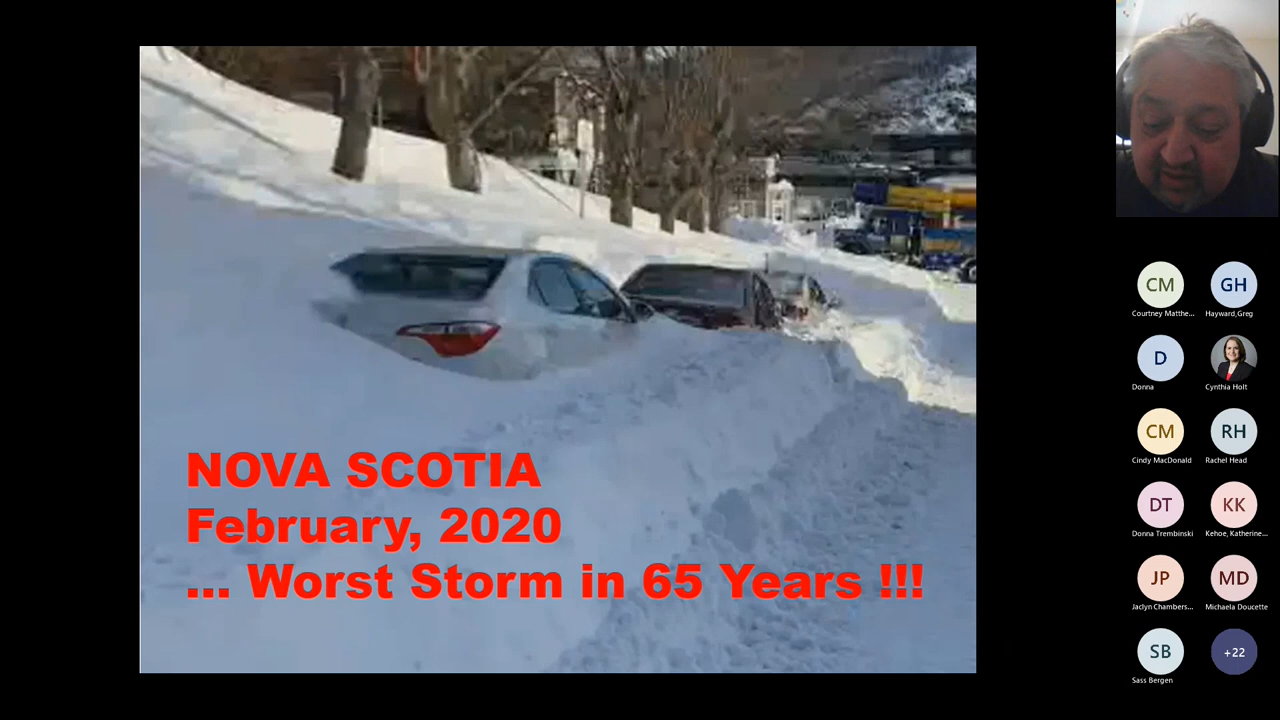 NOVA SCOTIA
February, 2020
... Worst Storm in 65 Years !!!
CM
GH
Courtney Matthe...
Hayward,Greg
D
Donna
Cynthia Holt
CM
RH
Cindy MacDonald
Rachel Head
DT
KK
Donna Trembinski
Kehoe, Katherine...
JP
MD
Jaclyn Chambers...
Michaela Doucette
SB
+22
Sass Bergen